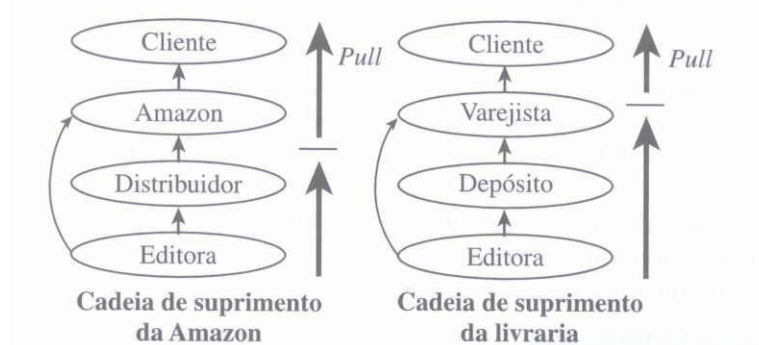 Cliente
Pull
Amazon
Distribuidor
Editora
Cadeia de suprimento
da Amazon
Cliente
Pull
Varejista
Depósito
Editora
Cadeia de suprimento
da livraria